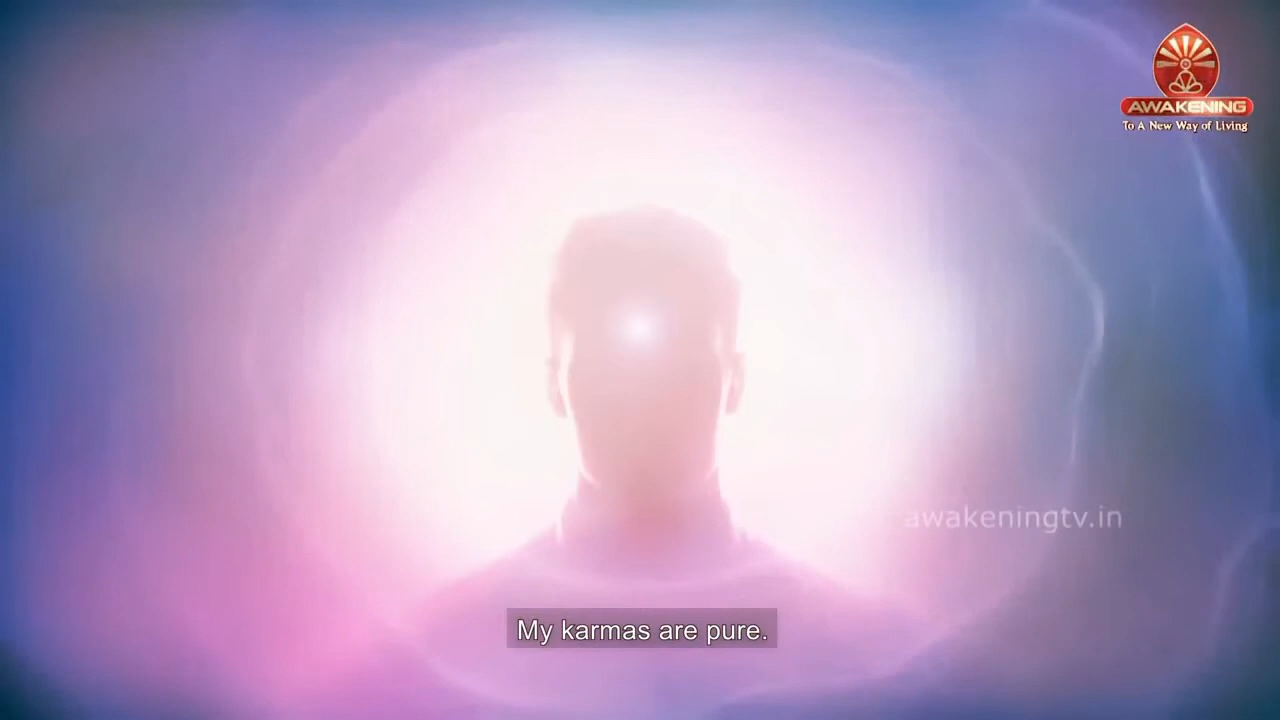 AWAKENING
To A New Way of Living
awakeningtv.in
My karmas are pure.